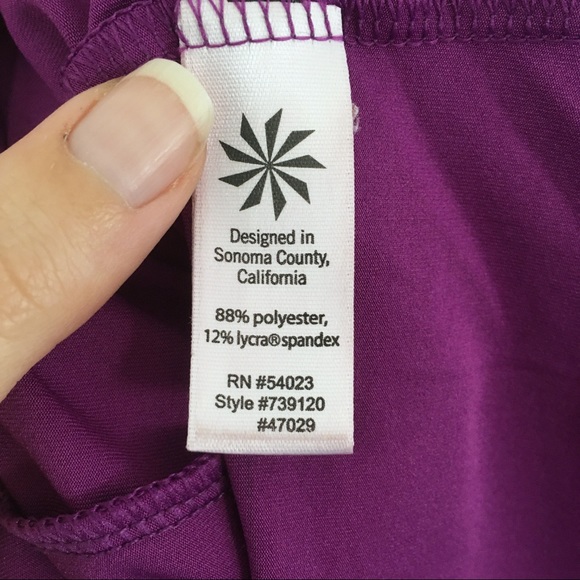 Designed in
Sonoma County,
California
88% polyester,
12% lycra®spandex
RN #54023
Style #739120
#47029